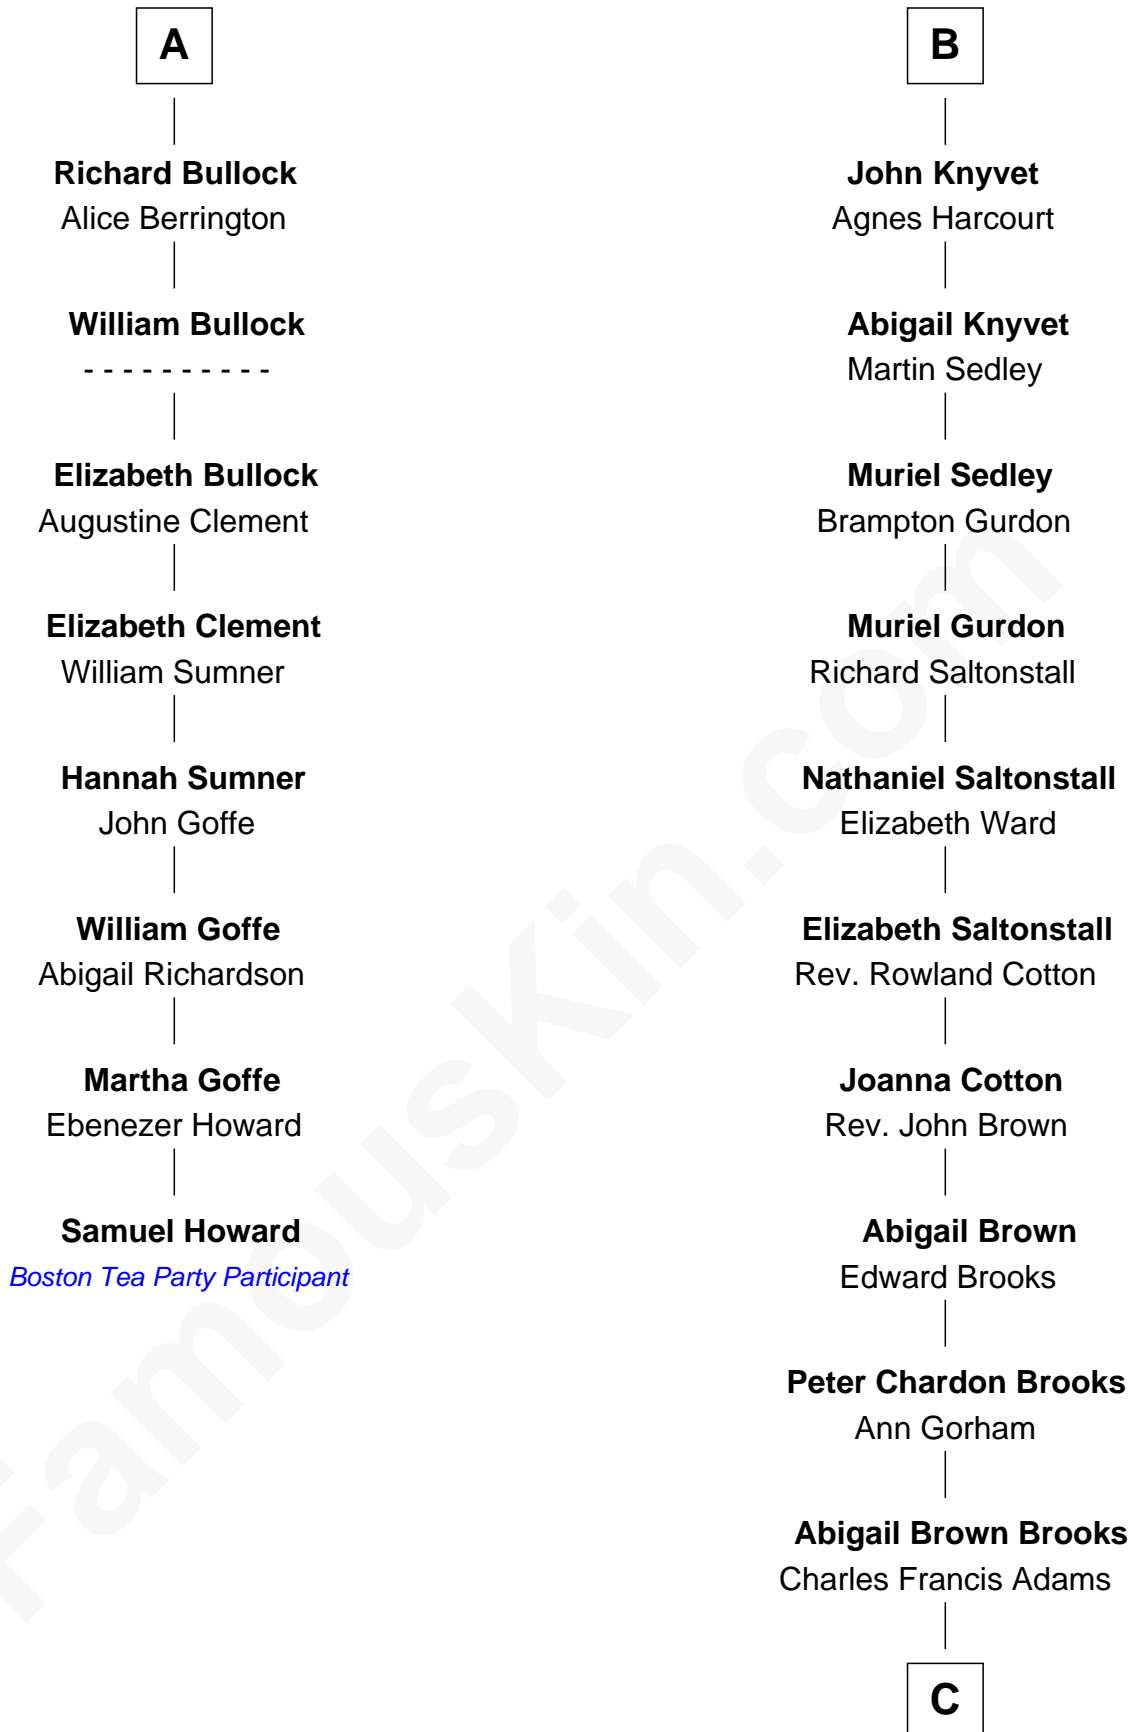 A
Richard Bullock
Alice Berrington
William Bullock
- - - - - - - - - -
Elizabeth Bullock
Augustine Clement
Elizabeth Clement
William Sumner
Hannah Sumner
John Goffe
William Goffe
Abigail Richardson
Martha Goffe
Ebenezer Howard
Samuel Howard
Boston Tea Party Participant
B
John Knyvet
Agnes Harcourt
Abigail Knyvet
Martin Sedley
Muriel Sedley
Brampton Gurdon
Muriel Gurdon
Richard Saltonstall
Nathaniel Saltonstall
Elizabeth Ward
Elizabeth Saltonstall
Rev. Rowland Cotton
Joanna Cotton
Rev. John Brown
Abigail Brown
Edward Brooks
Peter Chardon Brooks
Ann Gorham
Abigail Brown Brooks
Charles Francis Adams
C
FamousKin.com